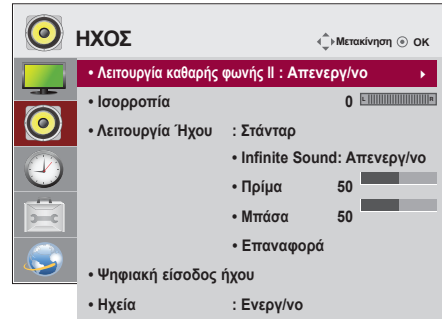 ΗΧΟΣ
Μετακίνηση OK
• Λειτουργία καθαρής φωνής II : Απενεργ/νο
• Ισορροπία 0 L R
• Λειτουργία Ήχου : Στάνταρ
• Infinite Sound: Απενεργ/νο
• Πρίμα 50
• Μπάσα 50
• Επαναφορά
• Ψηφιακή είσοδος ήχου
• Ηχεία : Ενεργ/νο